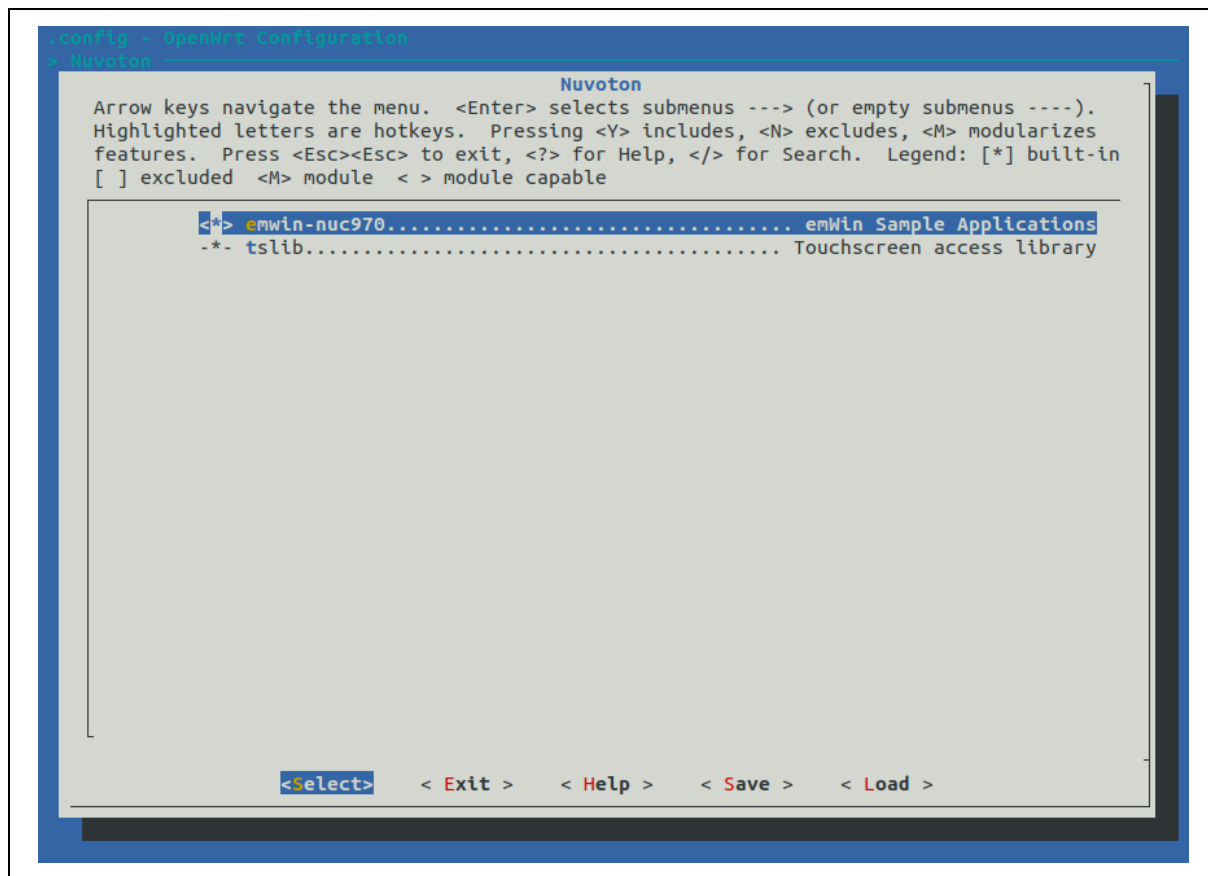 .config - OpenWrt Configuration
> Nuvoton
Nuvoton
Arrow keys navigate the menu.  <Enter> selects submenus ---> (or empty submenus ----).
Highlighted letters are hotkeys.  Pressing <Y> includes, <N> excludes, <M> modularizes
features.  Press <Esc><Esc> to exit, <?> for Help, </> for Search.  Legend: [*] built-in
[ ] excluded  <M> module  < > module capable
<*> emwin-nuc970................................... emWin Sample Applications
-*- tslib......................................... Touchscreen access library
<Select>    < Exit >    < Help >    < Save >    < Load >